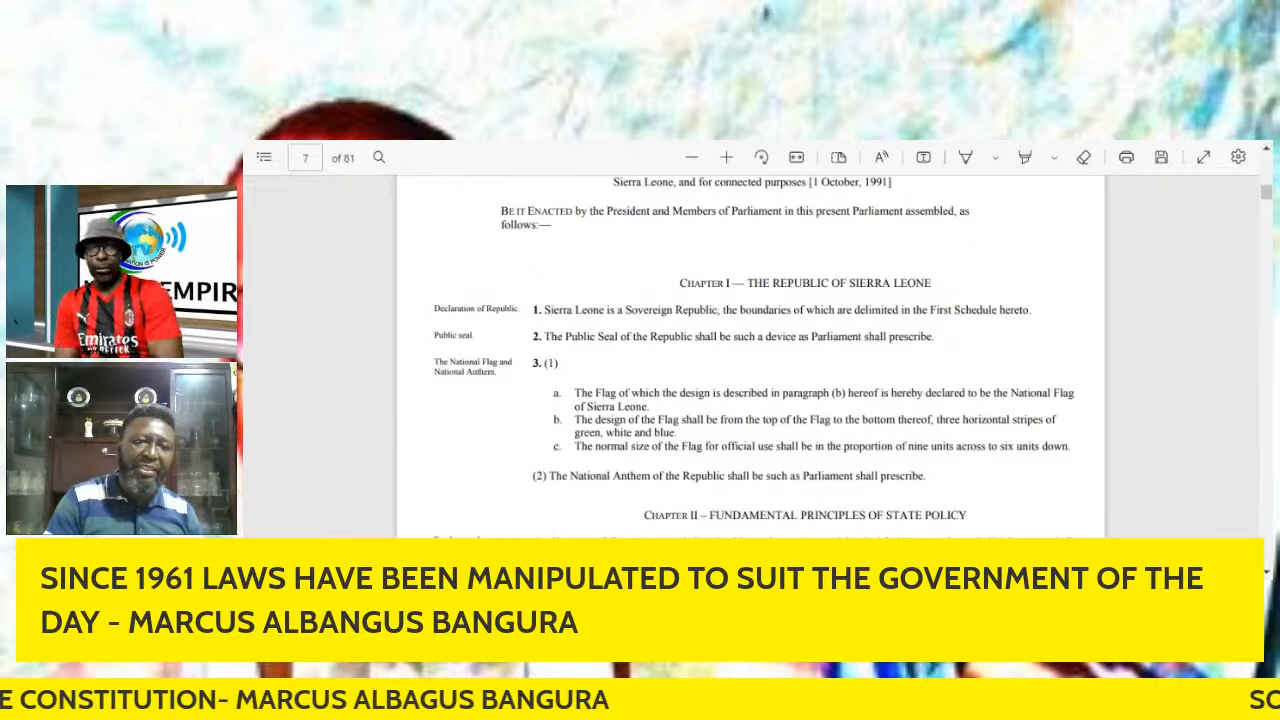 7 of 81
Sierra Leone, and for connected purposes [1 October, 1991]
BE IT ENACTED by the President and Members of Parliament in this present Parliament assembled, as
follows:—
CHAPTER I — THE REPUBLIC OF SIERRA LEONE
Declaration of Republic. 1. Sierra Leone is a Sovereign Republic, the boundaries of which are delimited in the First Schedule hereto.
Public seal. 2. The Public Seal of the Republic shall be such a device as Parliament shall prescribe.
The National Flag and 3. (1)
National Anthem.
a. The Flag of which the design is described in paragraph (b) hereof is hereby declared to be the National Flag
of Sierra Leone.
b. The design of the Flag shall be from the top of the Flag to the bottom thereof, three horizontal stripes of
green, white and blue.
c. The normal size of the Flag for official use shall be in the proportion of nine units across to six units down.
(2) The National Anthem of the Republic shall be such as Parliament shall prescribe.
CHAPTER II – FUNDAMENTAL PRINCIPLES OF STATE POLICY
EMPIR
Emirates
SINCE 1961 LAWS HAVE BEEN MANIPULATED TO SUIT THE GOVERNMENT OF THE
DAY - MARCUS ALBANGUS BANGURA
E CONSTITUTION- MARCUS ALBAGUS BANGURA
SO